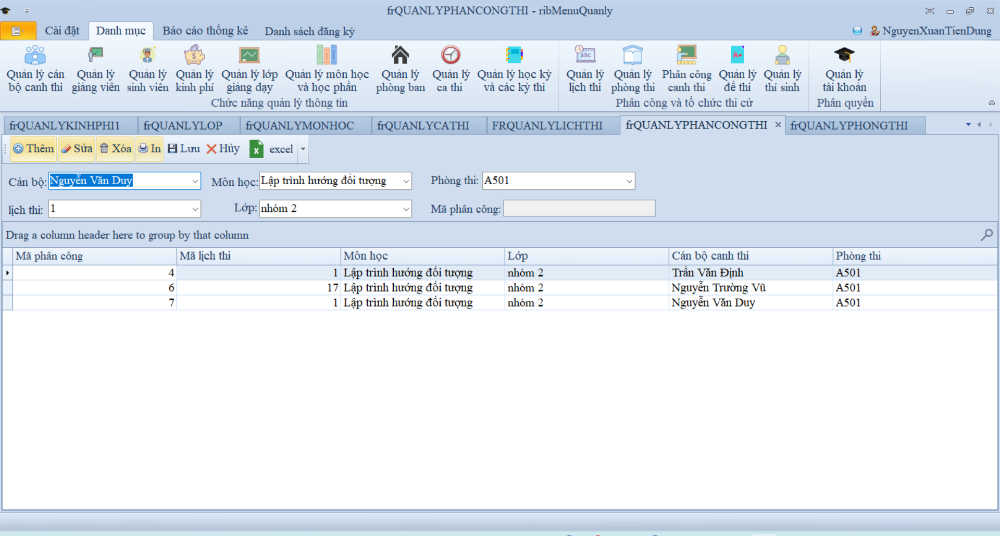 frQUANLYPHANCONGTHI - ribMenuQuanly
Cài đặt Danh mục Báo cáo thống kê Danh sách đăng ký NguyenXuanTienDung
Quản lý cán bộ canh thi
Quản lý giảng viên
Quản lý sinh viên
Quản lý kinh phí
Quản lý lớp giảng dạy
Quản lý môn học và học phần
Quản lý phòng ban
Quản lý ca thi
Quản lý học kỳ và các kỳ thi
Quản lý lịch thi
Quản lý phòng thi
Phân công canh thi
Quản lý đề thi
Quản lý thí sinh
Quản lý tài khoản
Chức năng quản lý thông tin Phân công và tổ chức thi cử Phân quyền
frQUANLYKINHPHI1 frQUANLYLOP frQUANLYMONHOC frQUANLYCATHI FRQUANLYLICHTHI frQUANLYPHANCONGTHI frQUANLYPHONGTHI
Thêm Sửa Xóa In Lưu Hủy excel
Cán bộ: Nguyễn Văn Duy Môn học: Lập trình hướng đối tượng Phòng thi: A501
lịch thi: 1 Lớp: nhóm 2 Mã phân công:
Drag a column header here to group by that column
Mã phân công Mã lịch thi Môn học Lớp Cán bộ canh thi Phòng thi
4 1 Lập trình hướng đối tượng nhóm 2 Trần Văn Định A501
6 17 Lập trình hướng đối tượng nhóm 2 Nguyễn Trường Vũ A501
7 1 Lập trình hướng đối tượng nhóm 2 Nguyễn Văn Duy A501